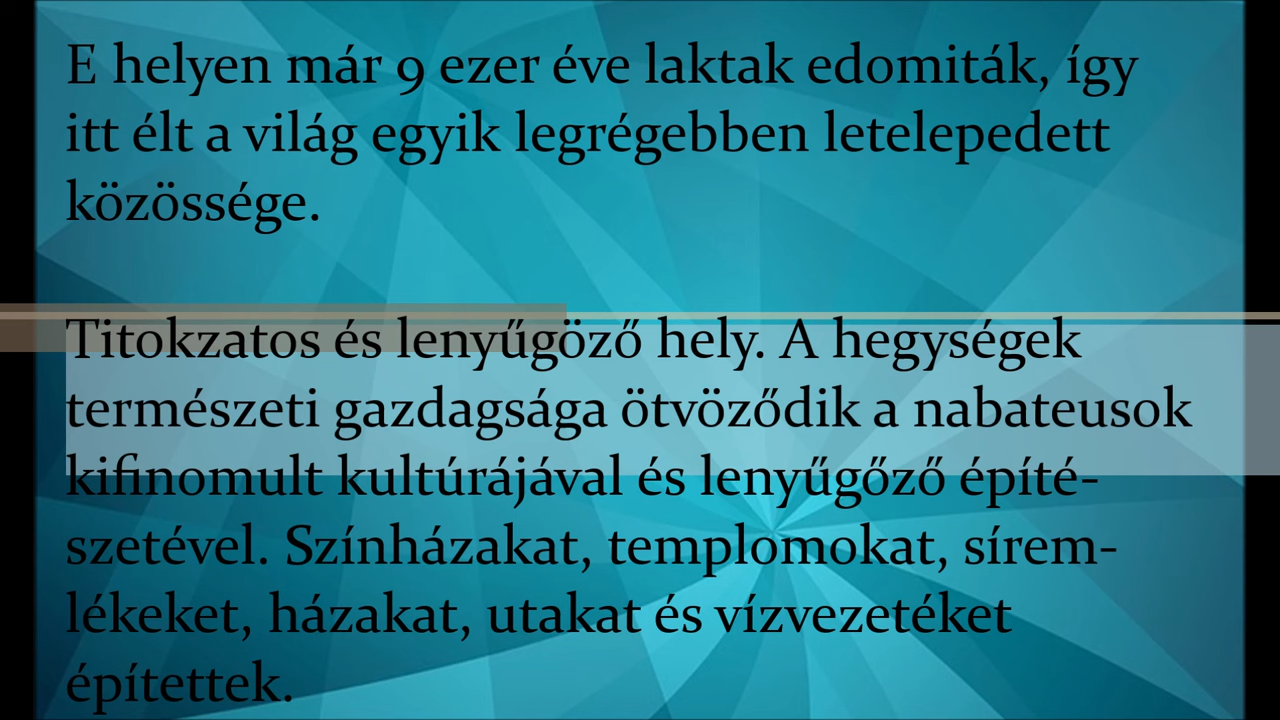 E helyen már 9 ezer éve laktak edomiták, így
itt élt a világ egyik legrégebben letelepedett
közössége.
Titokzatos és lenyűgöző hely. A hegységek
természeti gazdagsága ötvöződik a nabateusok
kifinomult kultúrájával és lenyűgőző építé-
szetével. Színházakat, templomokat, sírem-
lékeket, házakat, utakat és vízvezetéket
építettek.